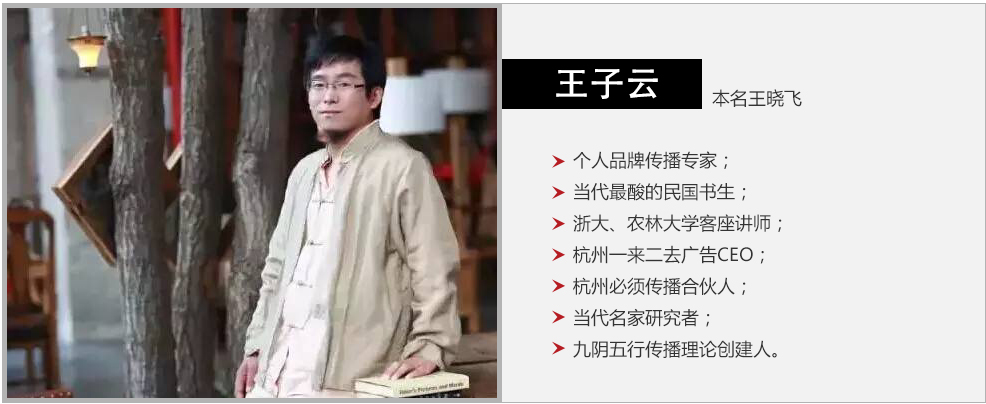 王子云
本名王晓飞
个人品牌传播专家；
当代最酸的民国书生；
浙大、农林大学客座讲师；
杭州一来二去广告CEO；
杭州必须传播合伙人；
当代名家研究者；
九阴五行传播理论创建人。